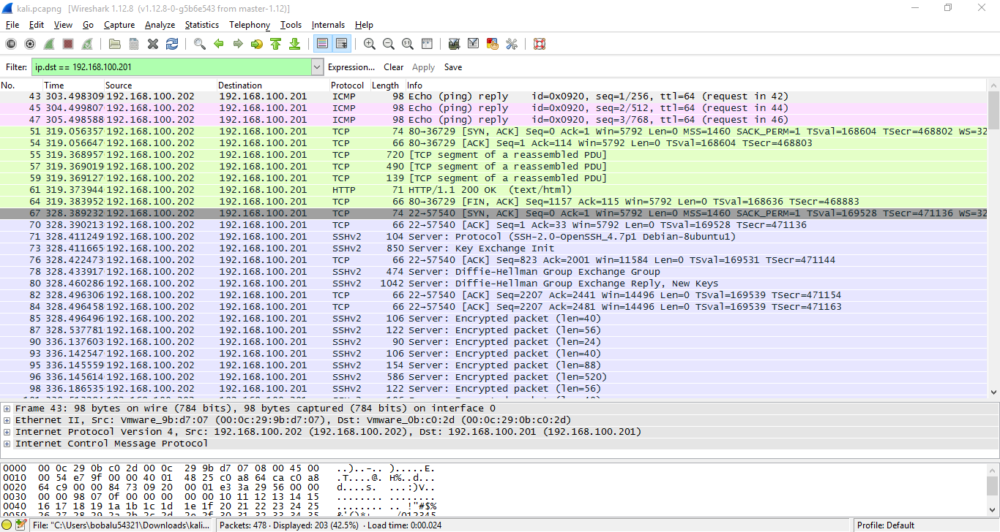 kali.pcapng [Wireshark 1.12.8 (v1.12.8-0-g5b6e543 from master-1.12)]
File Edit View Go Capture Analyze Statistics Telephony Tools Internals Help
Filter: ip.dst == 192.168.100.201 Expression... Clear Apply Save
No. Time Source Destination Protocol Length Info
43 303.498309 192.168.100.202 192.168.100.201 ICMP 98 Echo (ping) reply id=0x0920, seq=1/256, ttl=64 (request in 42)
45 304.499807 192.168.100.202 192.168.100.201 ICMP 98 Echo (ping) reply id=0x0920, seq=2/512, ttl=64 (request in 44)
47 305.498588 192.168.100.202 192.168.100.201 ICMP 98 Echo (ping) reply id=0x0920, seq=3/768, ttl=64 (request in 46)
51 319.056357 192.168.100.202 192.168.100.201 TCP 74 80→36729 [SYN, ACK] Seq=0 Ack=1 Win=5792 Len=0 MSS=1460 SACK_PERM=1 TSval=168604 TSecr=468802 WS=32
54 319.056647 192.168.100.202 192.168.100.201 TCP 66 80→36729 [ACK] Seq=1 Ack=114 Win=5792 Len=0 TSval=168604 TSecr=468803
55 319.368957 192.168.100.202 192.168.100.201 TCP 720 [TCP segment of a reassembled PDU]
57 319.369019 192.168.100.202 192.168.100.201 TCP 490 [TCP segment of a reassembled PDU]
59 319.369127 192.168.100.202 192.168.100.201 TCP 139 [TCP segment of a reassembled PDU]
61 319.373944 192.168.100.202 192.168.100.201 HTTP 71 HTTP/1.1 200 OK (text/html)
64 319.383952 192.168.100.202 192.168.100.201 TCP 66 80→36729 [FIN, ACK] Seq=1157 Ack=115 Win=5792 Len=0 TSval=168636 TSecr=468883
67 328.389232 192.168.100.202 192.168.100.201 TCP 74 22→57540 [SYN, ACK] Seq=0 Ack=1 Win=5792 Len=0 MSS=1460 SACK_PERM=1 TSval=169528 TSecr=471136 WS=32
70 328.390213 192.168.100.202 192.168.100.201 TCP 66 22→57540 [ACK] Seq=1 Ack=33 Win=5792 Len=0 TSval=169528 TSecr=471136
71 328.411249 192.168.100.202 192.168.100.201 SSHv2 104 Server: Protocol (SSH-2.0-OpenSSH_4.7p1 Debian-8ubuntu1)
73 328.411665 192.168.100.202 192.168.100.201 SSHv2 850 Server: Key Exchange Init
76 328.422473 192.168.100.202 192.168.100.201 TCP 66 22→57540 [ACK] Seq=823 Ack=2001 Win=11584 Len=0 TSval=169531 TSecr=471144
78 328.433917 192.168.100.202 192.168.100.201 SSHv2 474 Server: Diffie-Hellman Group Exchange Group
80 328.460286 192.168.100.202 192.168.100.201 SSHv2 1042 Server: Diffie-Hellman Group Exchange Reply, New Keys
82 328.496306 192.168.100.202 192.168.100.201 TCP 66 22→57540 [ACK] Seq=2207 Ack=2441 Win=14496 Len=0 TSval=169539 TSecr=471154
84 328.496458 192.168.100.202 192.168.100.201 TCP 66 22→57540 [ACK] Seq=2207 Ack=2481 Win=14496 Len=0 TSval=169539 TSecr=471163
85 328.496496 192.168.100.202 192.168.100.201 SSHv2 106 Server: Encrypted packet (len=40)
87 328.537781 192.168.100.202 192.168.100.201 SSHv2 122 Server: Encrypted packet (len=56)
90 336.137603 192.168.100.202 192.168.100.201 SSHv2 90 Server: Encrypted packet (len=24)
93 336.142547 192.168.100.202 192.168.100.201 SSHv2 106 Server: Encrypted packet (len=40)
95 336.145559 192.168.100.202 192.168.100.201 SSHv2 154 Server: Encrypted packet (len=88)
96 336.145614 192.168.100.202 192.168.100.201 SSHv2 586 Server: Encrypted packet (len=520)
98 336.186535 192.168.100.202 192.168.100.201 SSHv2 122 Server: Encrypted packet (len=56)
Frame 43: 98 bytes on wire (784 bits), 98 bytes captured (784 bits) on interface 0
Ethernet II, Src: Vmware_9b:d7:07 (00:0c:29:9b:d7:07), Dst: Vmware_0b:c0:2d (00:0c:29:0b:c0:2d)
Internet Protocol Version 4, Src: 192.168.100.202 (192.168.100.202), Dst: 192.168.100.201 (192.168.100.201)
Internet Control Message Protocol
0000 00 0c 29 0b c0 2d 00 0c 29 9b d7 07 08 00 45 00 ..)..-.. ).....E.
0010 00 54 e7 9f 00 00 40 01 48 25 c0 a8 64 ca c0 a8 .T....@. H%..d...
0020 64 c9 00 00 84 73 09 20 00 01 e3 3a 29 56 00 00 d....s. ...:)V..
0030 00 00 98 07 0f 00 00 00 00 00 10 11 12 13 14 15 ........ ........
0040 16 17 18 19 1a 1b 1c 1d 1e 1f 20 21 22 23 24 25 ........ .. !"#$%
0050 26 27 28 29 2a 2b 2c 2d 2e 2f 30 31 32 33 34 35 &'()*+,- ./012345
File: "C:\Users\bobalu54321\Downloads\kali... Packets: 478 · Displayed: 203 (42.5%) · Load time: 0:00.024 Profile: Default